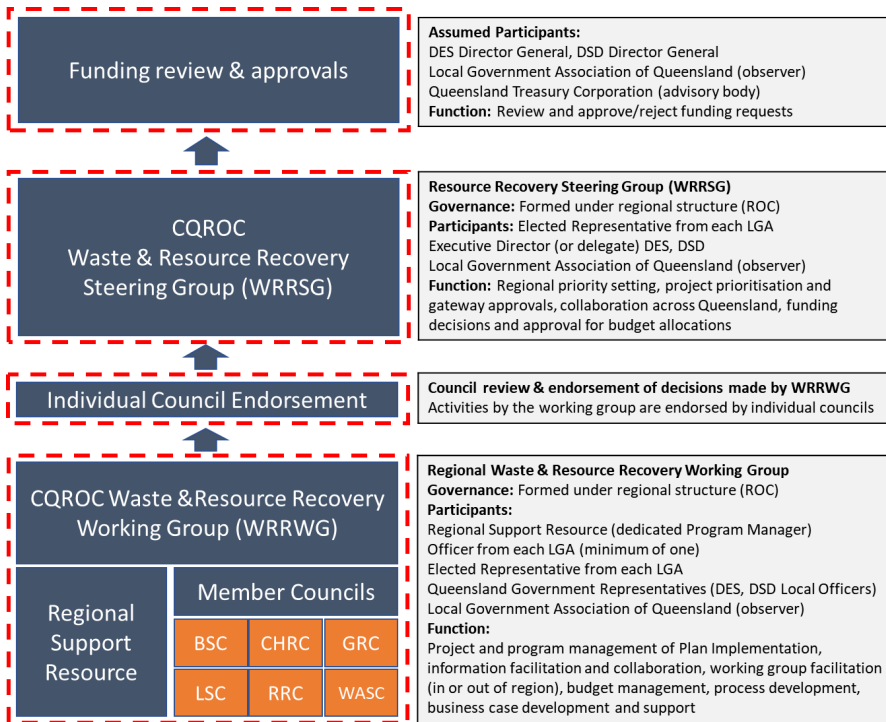 Funding review & approvals
Assumed Participants:
DES Director General, DSD Director General
Local Government Association of Queensland (observer)
Queensland Treasury Corporation (advisory body)
Function: Review and approve/reject funding requests
CQROC
Waste & Resource Recovery
Steering Group (WRRSG)
Resource Recovery Steering Group (WRRSG)
Governance: Formed under regional structure (ROC)
Participants: Elected Representative from each LGA
Executive Director (or delegate) DES, DSD
Local Government Association of Queensland (observer)
Function: Regional priority setting, project prioritisation and
gateway approvals, collaboration across Queensland, funding
decisions and approval for budget allocations
Individual Council Endorsement
Council review & endorsement of decisions made by WRRWG
Activities by the working group are endorsed by individual councils
CQROC Waste &Resource Recovery
Working Group (WRRWG)
Regional
Support
Resource
Member Councils
BSC
CHRC
GRC
LSC
RRC
WASC
Regional Waste & Resource Recovery Working Group
Governance: Formed under regional structure (ROC)
Participants:
Regional Support Resource (dedicated Program Manager)
Officer from each LGA (minimum of one)
Elected Representative from each LGA
Queensland Government Representatives (DES, DSD Local Officers)
Local Government Association of Queensland (observer)
Function:
Project and program management of Plan Implementation,
information facilitation and collaboration, working group facilitation
(in or out of region), budget management, process development,
business case development and support